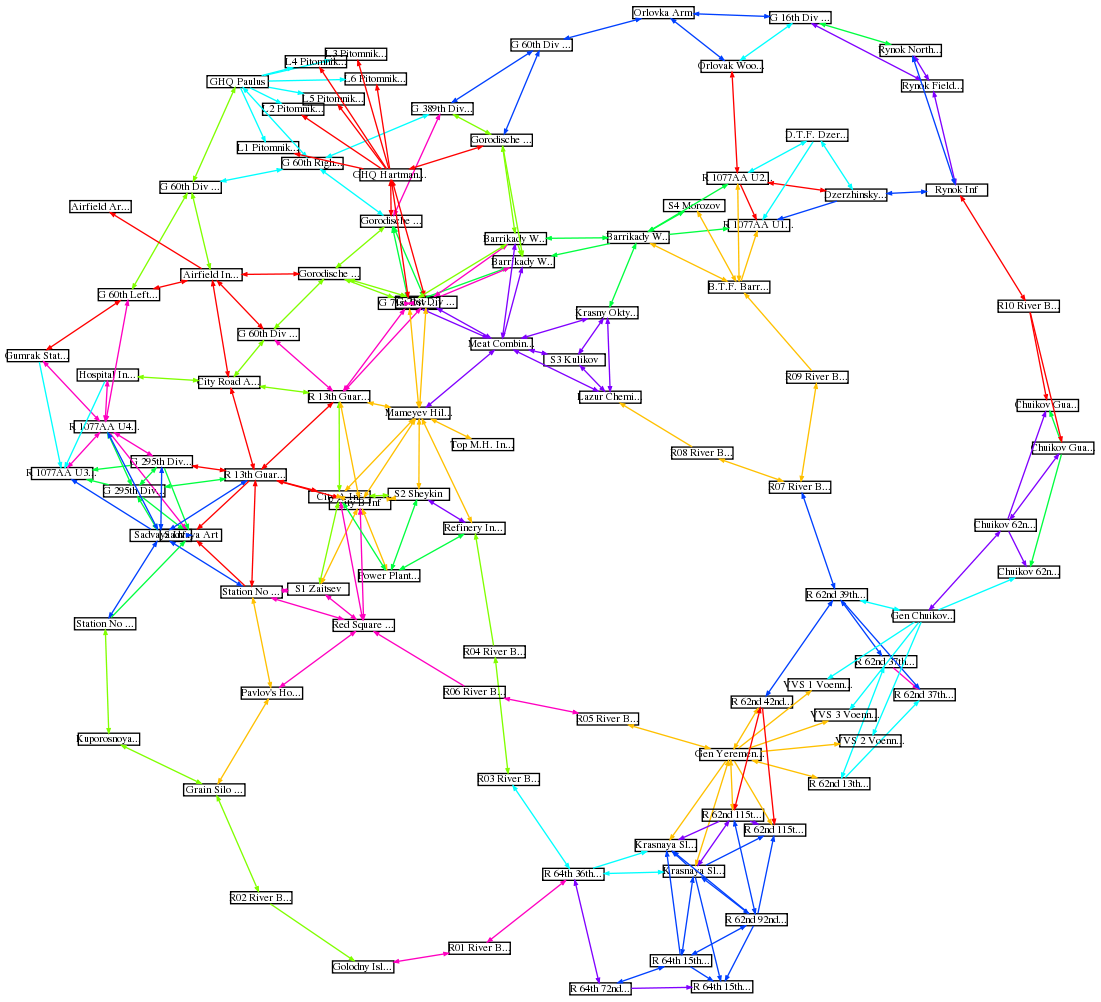 Orlovka Arm
G 16th Div ...
G 60th Div ...
Rynok North...
L3 Pitomnik...
L4 Pitomnik...
Orlovak Woo...
GHQ Paulus
L6 Pitomnik...
Rynok Field...
L5 Pitomnik...
L2 Pitomnik...
G 389th Div...
D.T.F. Dzer...
Gorodische ...
L1 Pitomnik...
G 60th Righ...
GHQ Hartman...
R 1077AA U2...
G 60th Div ...
Rynok Inf
Dzerzhinsky...
Airfield Ar...
S4 Morozov
Gorodische ...
R 1077AA U1...
Barrikady W...
Barrikady W...
Barrikady W...
Airfield In...
Gorodische ...
B.T.F. Barr...
G 60th Left...
G 71st
Div ...
R10 River B...
Krasny Okty...
G 60th Div ...
Meat Combin...
Gumrak Stat...
S3 Kulikov
Hospital In...
City Road A...
R09 River B...
R 13th Guar...
Lazur Chemi...
Chuikov Gua...
Mameyev Hil...
R 1077AA U4...
Top M.H. In...
Chuikov Gua...
R08 River B...
G 295th Div...
R 1077AA U3...
R 13th Guar...
R07 River B...
G 295th Div...
S2 Sheykin
City B Inf
Refinery In...
Chuikov 62n...
Sadvaya Art
Power Plant...
Chuikov 62n...
S1 Zaitsev
Station No ...
R 62nd 39th...
Gen Chuikov...
Station No ...
Red Square ...
R04 River B...
R 62nd 37th...
VVS 1 Voenn...
Pavlov's Ho...
R06 River B...
R 62nd 37th...
R 62nd 42nd...
VVS 3 Voenn...
R05 River B...
Kuporosnoya...
VVS 2 Voenn...
Gen Yeremen...
R03 River B...
R 62nd 13th...
Grain Silo ...
R 62nd 115t...
R 62nd 115t...
Krasnaya Sl...
R 64th 36th...
Krasnaya Sl...
R02 River B...
R 62nd 92nd...
R01 River B...
R 64th 15th...
Golodny Isl...
R 64th 72nd...
R 64th 15th...